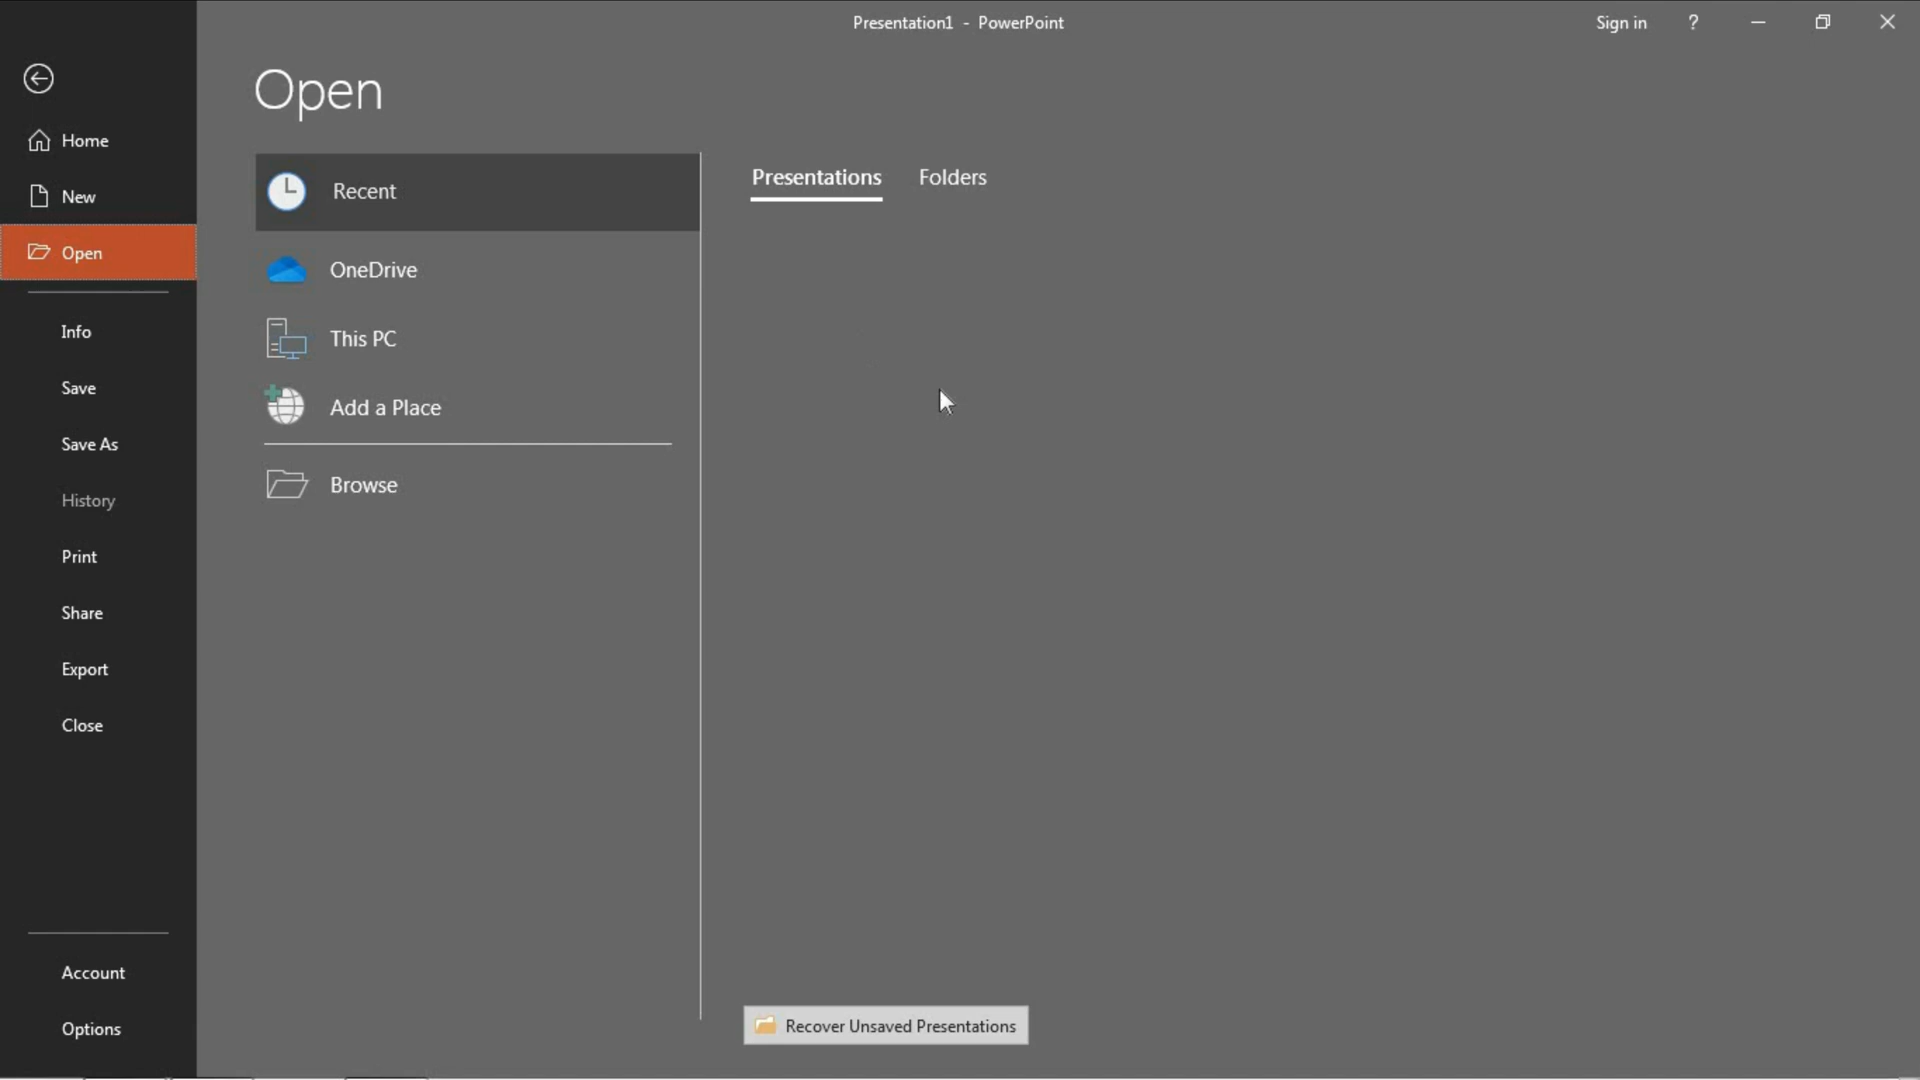 Presentation1 - PowerPoint
Sign in
?
Home
New
Open
Info
Save
Save As
History
Print
Share
Export
Close
Account
Options
Open
Recent
OneDrive
This PC
Add a Place
Browse
Presentations Folders
Recover Unsaved Presentations